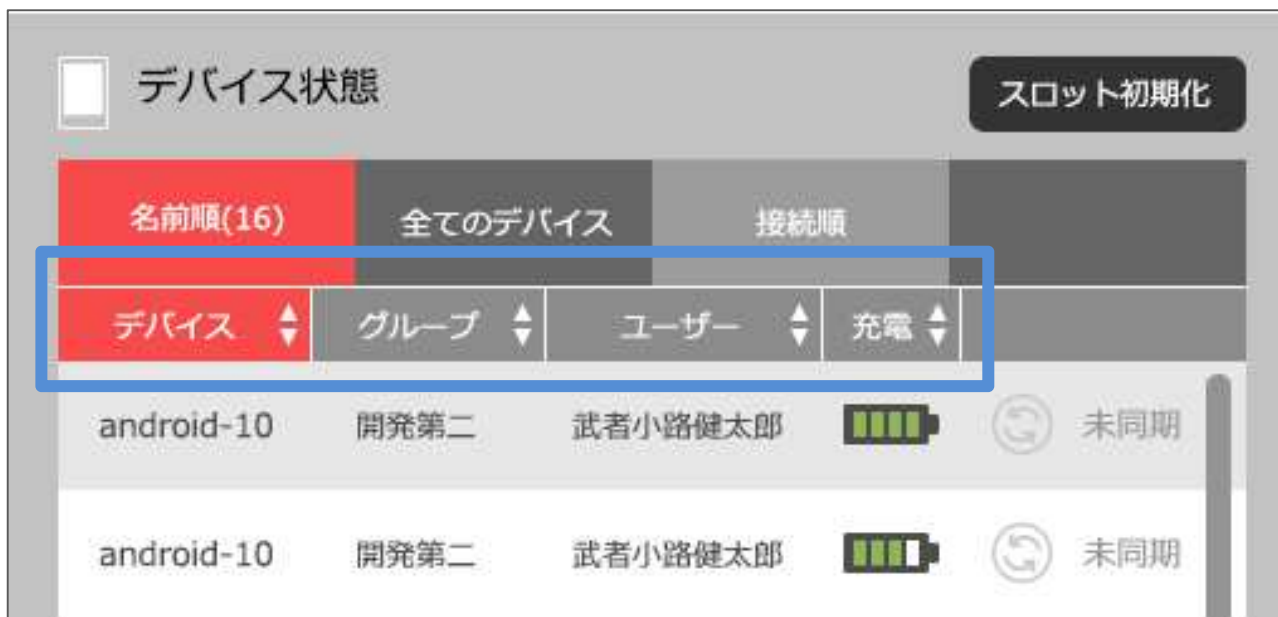 デバイス状態
スロット初期化
名前順(16) 全てのデバイス 接続順
デバイス グループ ユーザー 充電
android-10 開発第二 武者小路健太郎 未同期
android-10 開発第二 武者小路健太郎 未同期